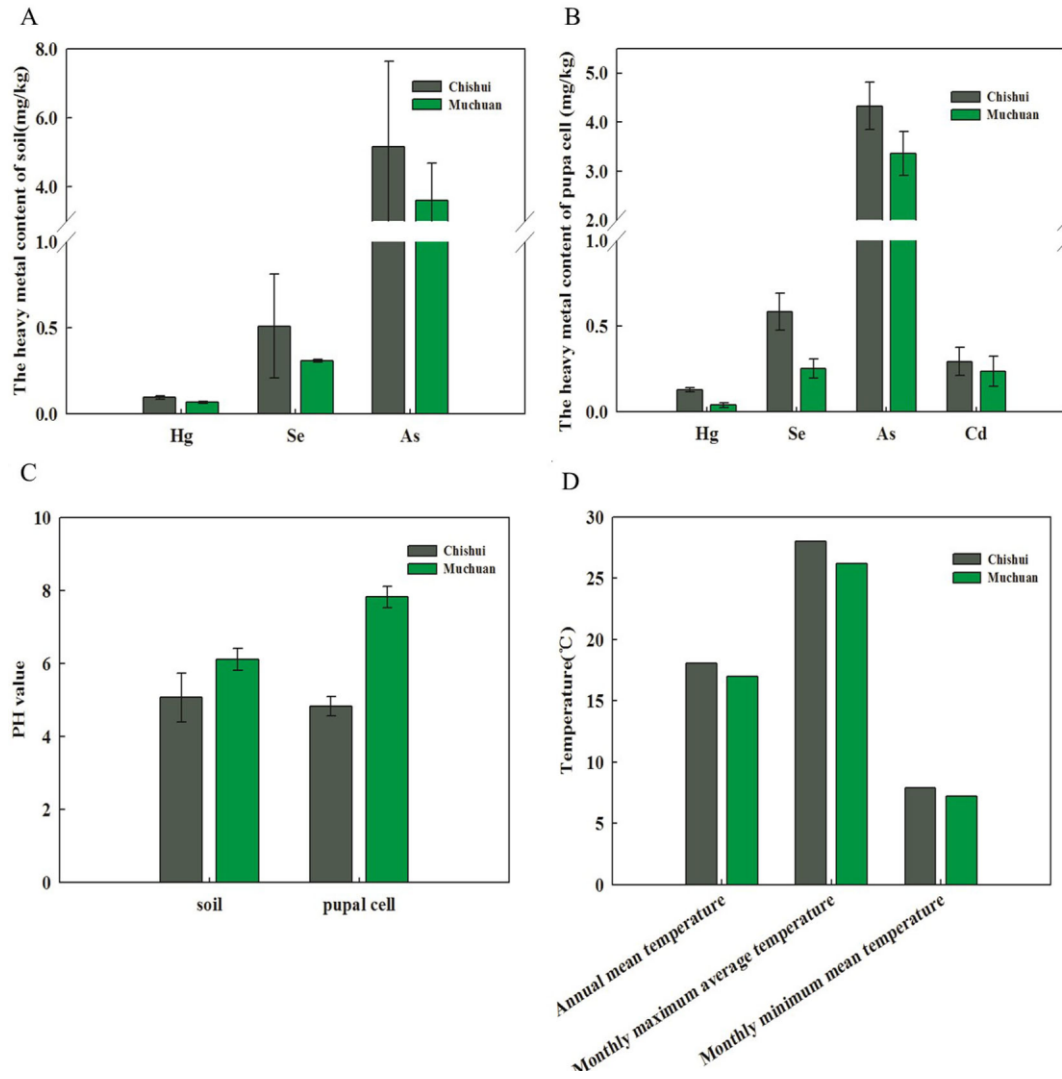 A
The heavy metal content of soil(mg/kg)
8.0
6.0
4.0
1.0
0.5
0.0
Chishui
Muchuan
Hg Se As
B
The heavy metal content of pupa cell (mg/kg)
5.0
4.0
3.0
2.0
1.0
0.5
0.0
Chishui
Muchuan
Hg Se As Cd
C
PH value
10
8
6
4
2
0
Chishui
Muchuan
soil pupal cell
D
Temperature(℃)
30
25
20
15
10
5
0
Chishui
Muchuan
Annual mean temperature
Monthly maximum average temperature
Monthly minimum mean temperature